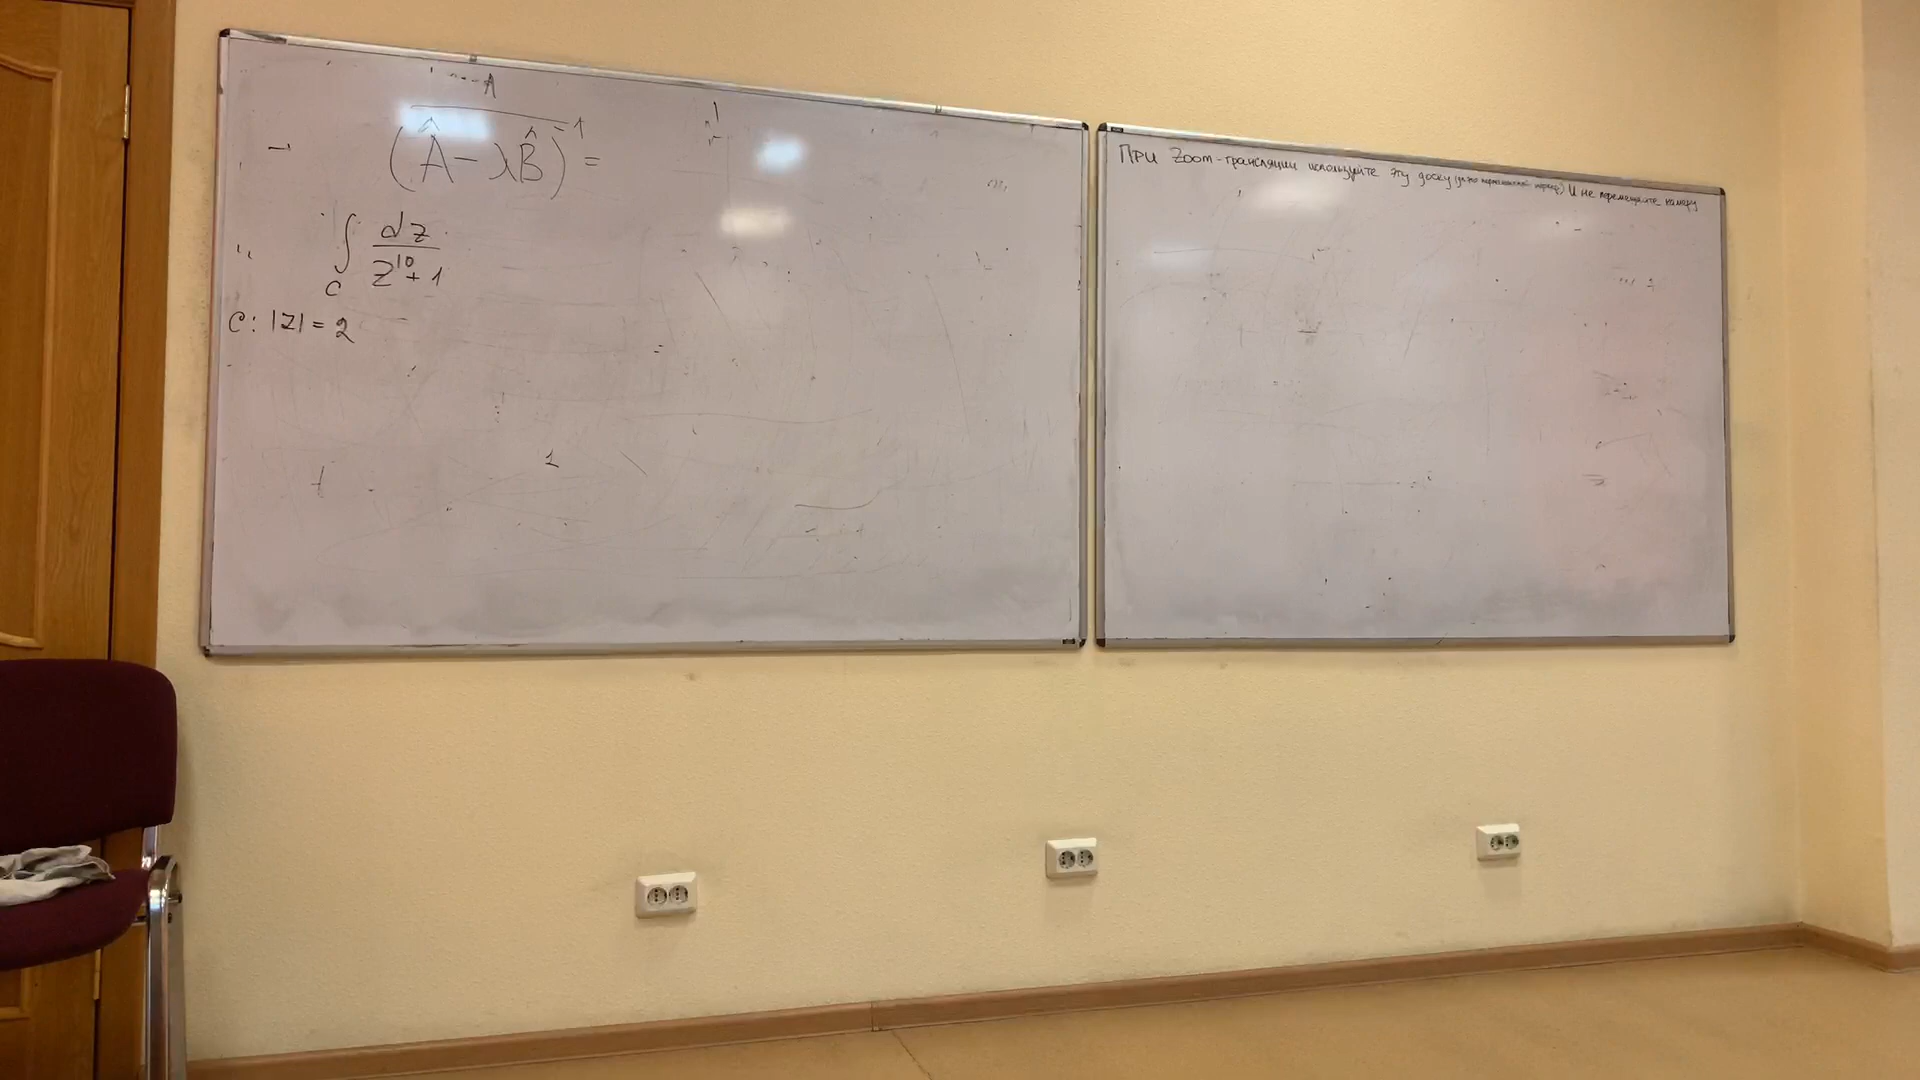 (Â - λB̂)⁻¹ =
∫ dz
C z¹⁰ + 1
C: |z| = 2
При Zoom-трансляции используйте эту доску И не перемещайте камеру